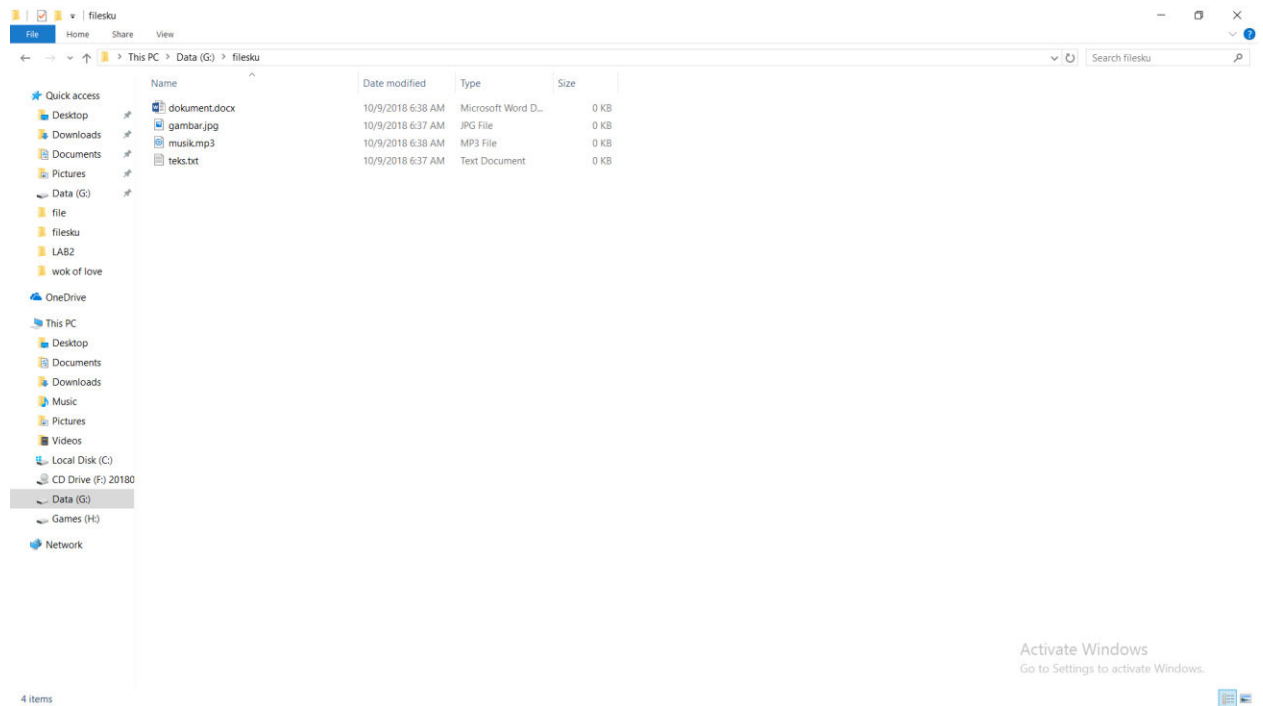 filesku
File Home Share View
This PC > Data (G:) > filesku
Search filesku
Name Date modified Type Size
dokument.docx 10/9/2018 6:38 AM Microsoft Word D... 0 KB
gambar.jpg 10/9/2018 6:37 AM JPG File 0 KB
musik.mp3 10/9/2018 6:38 AM MP3 File 0 KB
teks.txt 10/9/2018 6:37 AM Text Document 0 KB
Quick access
Desktop
Downloads
Documents
Pictures
Data (G:)
file
filesku
LAB2
wok of love
OneDrive
This PC
Desktop
Documents
Downloads
Music
Pictures
Videos
Local Disk (C:)
CD Drive (F:) 20180
Data (G:)
Games (H:)
Network
Activate Windows
Go to Settings to activate Windows.
4 items